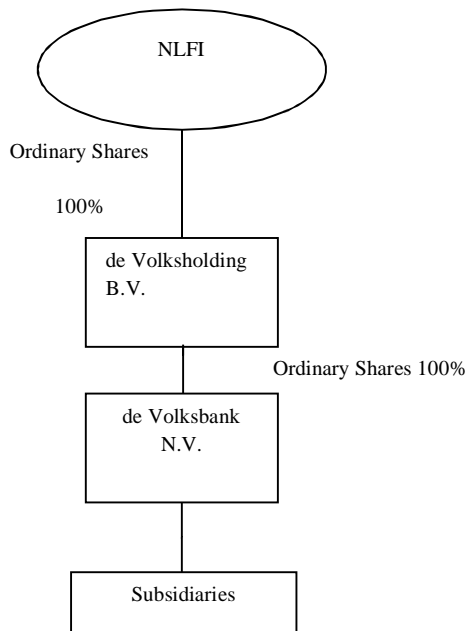 NLFI
Ordinary Shares
100%
de Volksholding
B.V.
Ordinary Shares 100%
de Volksbank
N.V.
Subsidiaries